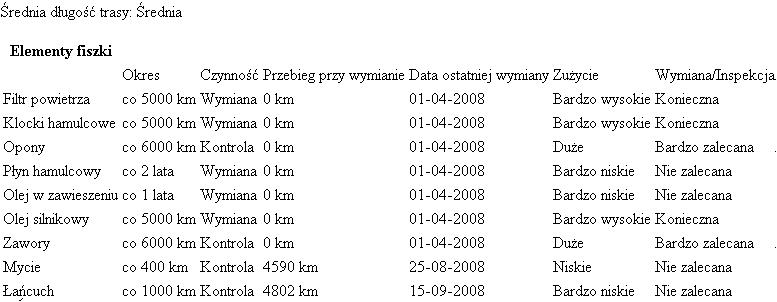 Średnia długość trasy: Średnia
Elementy fiszki
Okres Czynność Przebieg przy wymianie Data ostatniej wymiany Zużycie Wymiana/Inspekcja
Filtr powietrza co 5000 km Wymiana 0 km 01-04-2008 Bardzo wysokie Konieczna
Klocki hamulcowe co 5000 km Wymiana 0 km 01-04-2008 Bardzo wysokie Konieczna
Opony co 6000 km Kontrola 0 km 01-04-2008 Duże Bardzo zalecana
Płyn hamulcowy co 2 lata Wymiana 0 km 01-04-2008 Bardzo niskie Nie zalecana
Olej w zawieszeniu co 1 lata Wymiana 0 km 01-04-2008 Bardzo niskie Nie zalecana
Olej silnikowy co 5000 km Wymiana 0 km 01-04-2008 Bardzo wysokie Konieczna
Zawory co 6000 km Kontrola 0 km 01-04-2008 Duże Bardzo zalecana
Mycie co 400 km Kontrola 4590 km 25-08-2008 Niskie Nie zalecana
Łańcuch co 1000 km Kontrola 4802 km 15-09-2008 Bardzo niskie Nie zalecana